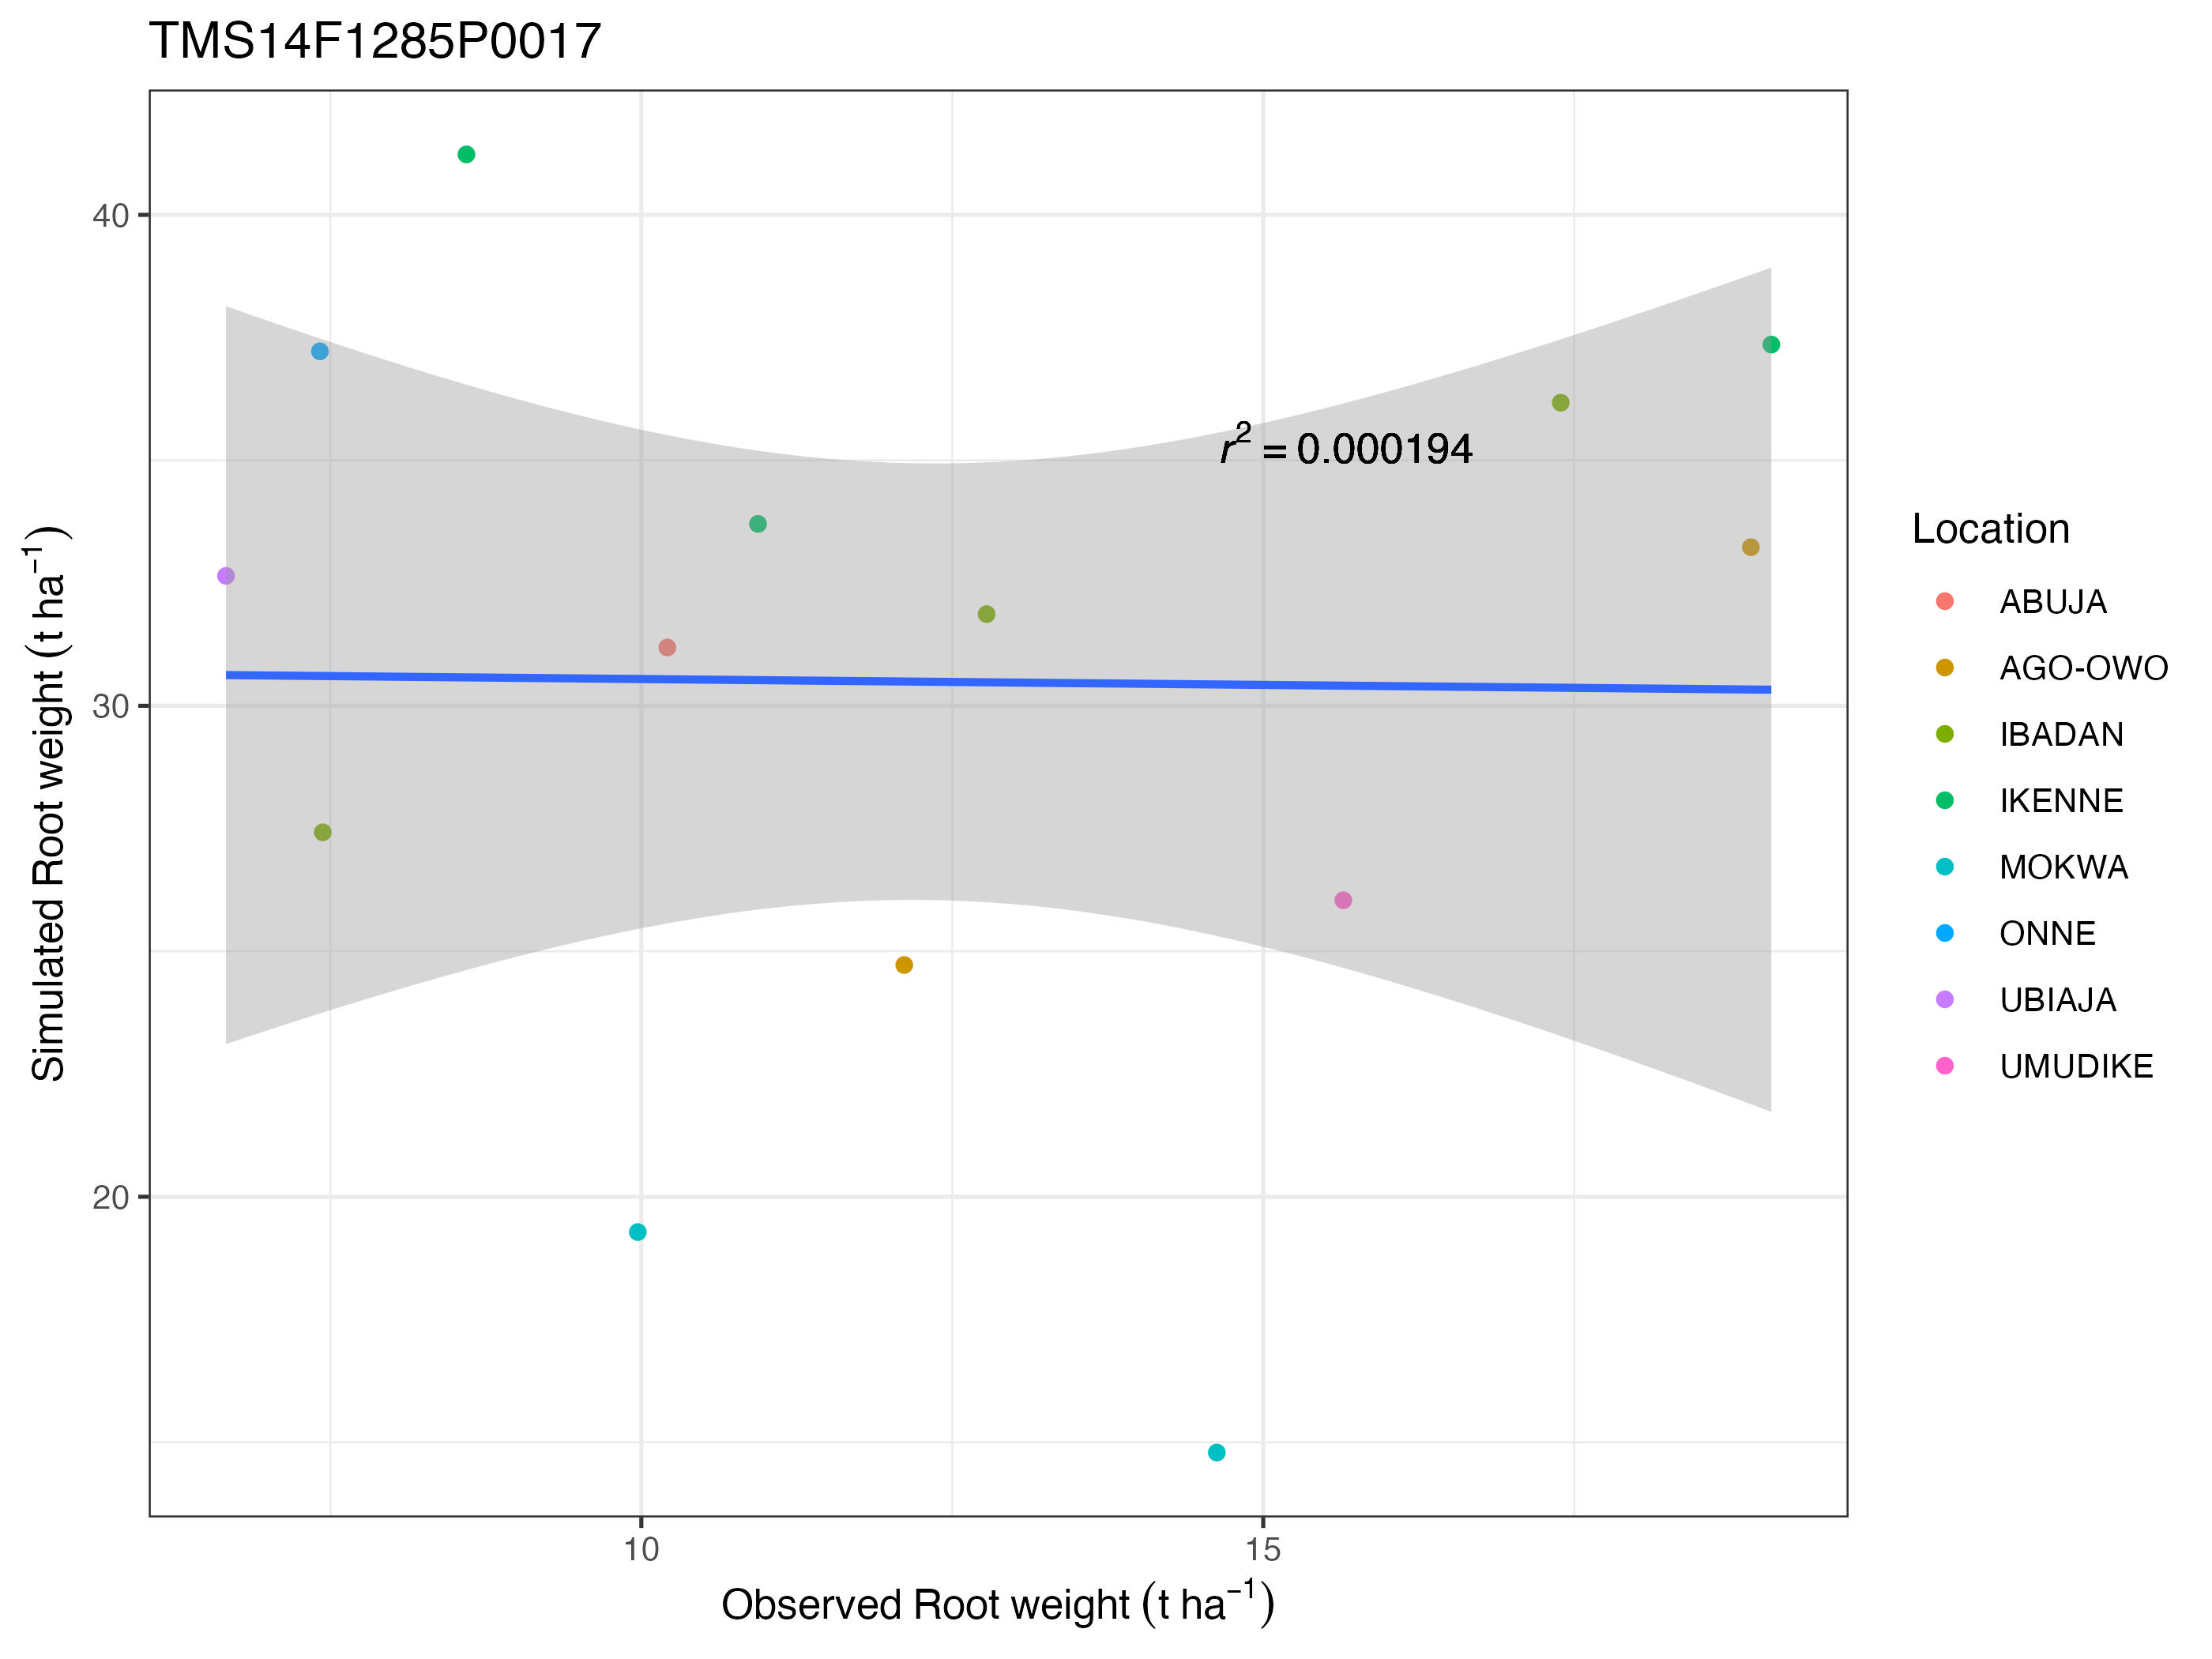 TMS14F1285P0017
40
30
20
Simulated Root weight (t ha⁻¹)
r² = 0.000194
10
15
Observed Root weight (t ha⁻¹)
Location
ABUJA
AGO-OWO
IBADAN
IKENNE
MOKWA
ONNE
UBIAJA
UMUDIKE